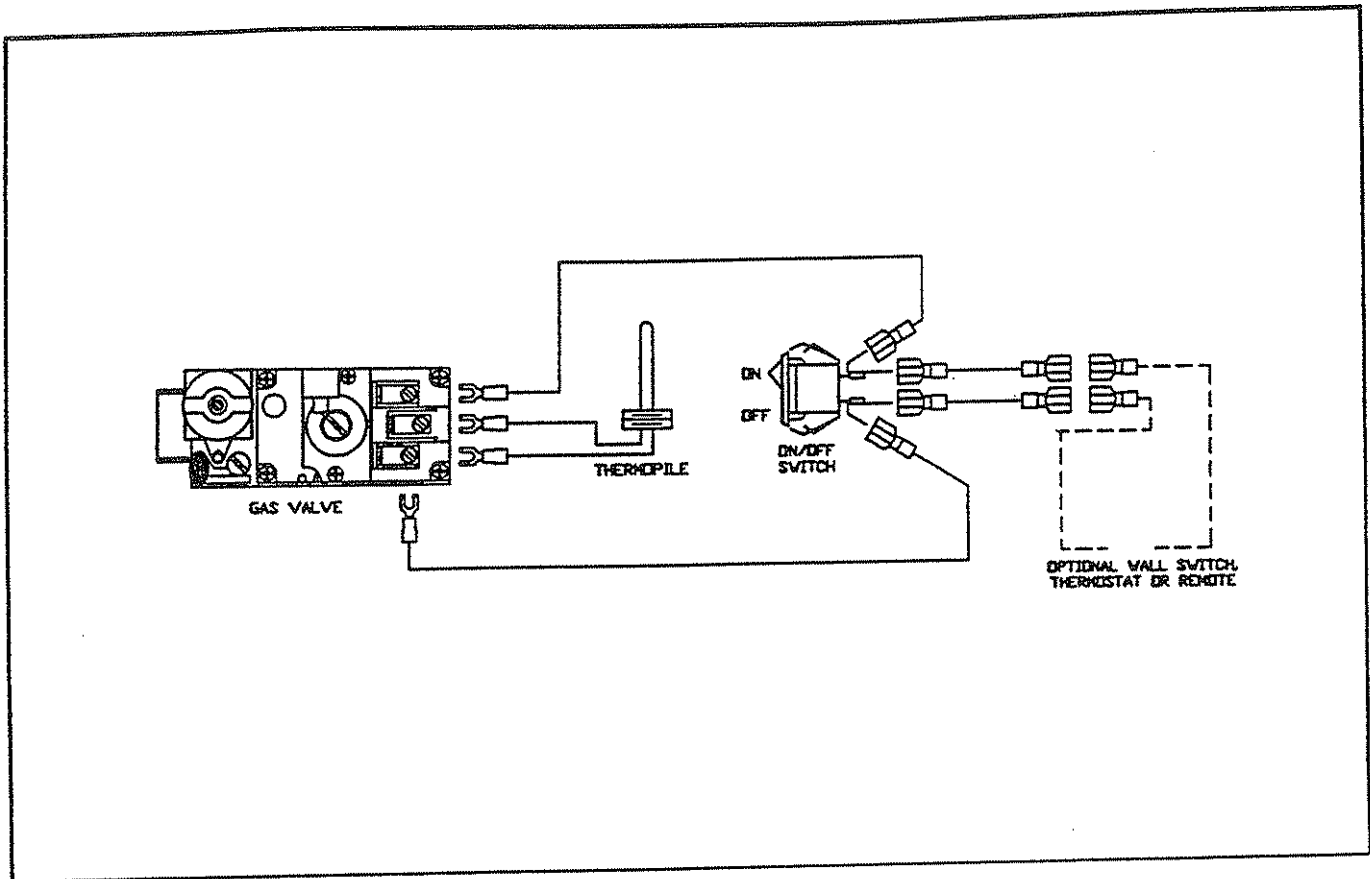 ON
OFF
ON/OFF
SWITCH
THERMOPILE
GAS VALVE
OPTIONAL WALL SWITCH,
THERMOSTAT OR REMOTE